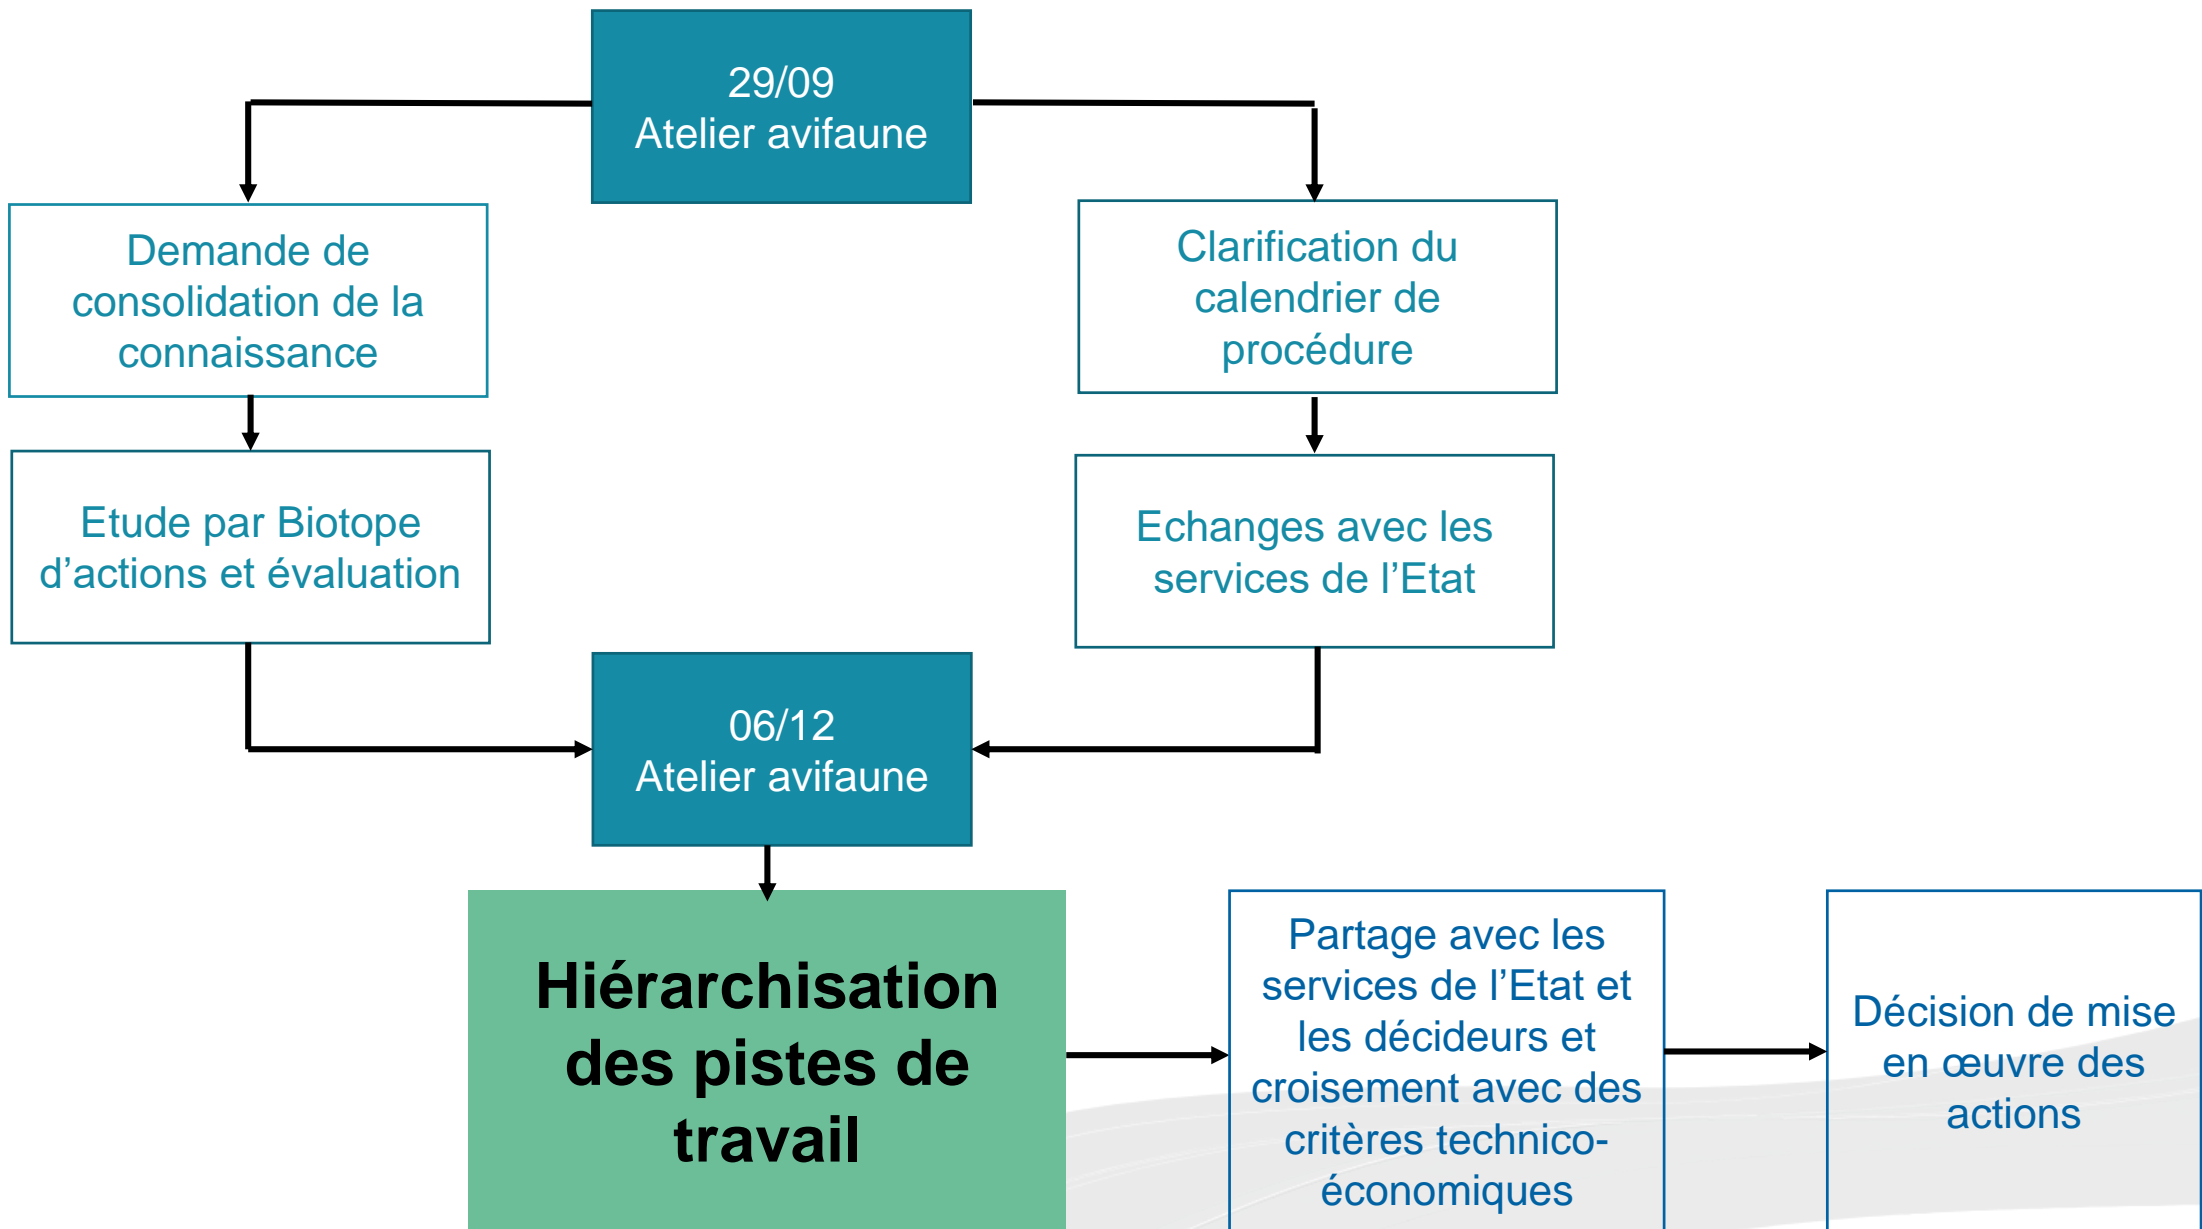 29/09
Atelier avifaune
Demande de
consolidation de la
connaissance
Clarification du
calendrier de
procédure
Etude par Biotope
d’actions et évaluation
Echanges avec les
services de l’Etat
06/12
Atelier avifaune
Hiérarchisation
des pistes de
travail
Partage avec les
services de l’Etat et
les décideurs et
croisement avec des
critères technico-
économiques
Décision de mise
en œuvre des
actions